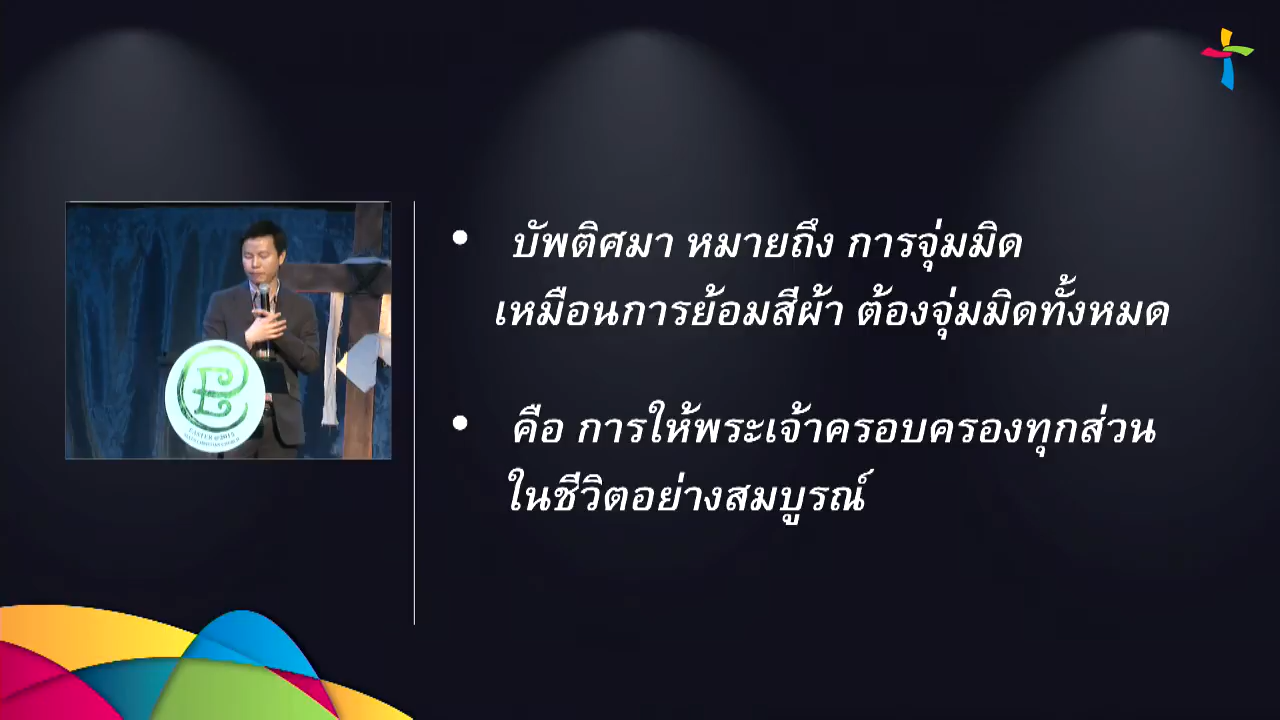 • บัพติศมา หมายถึง การจุ่มมิด
เหมือนการย้อมสีผ้า ต้องจุ่มมิดทั้งหมด
• คือ การให้พระเจ้าครอบครองทุกส่วน
ในชีวิตอย่างสมบูรณ์
EASTER @2015